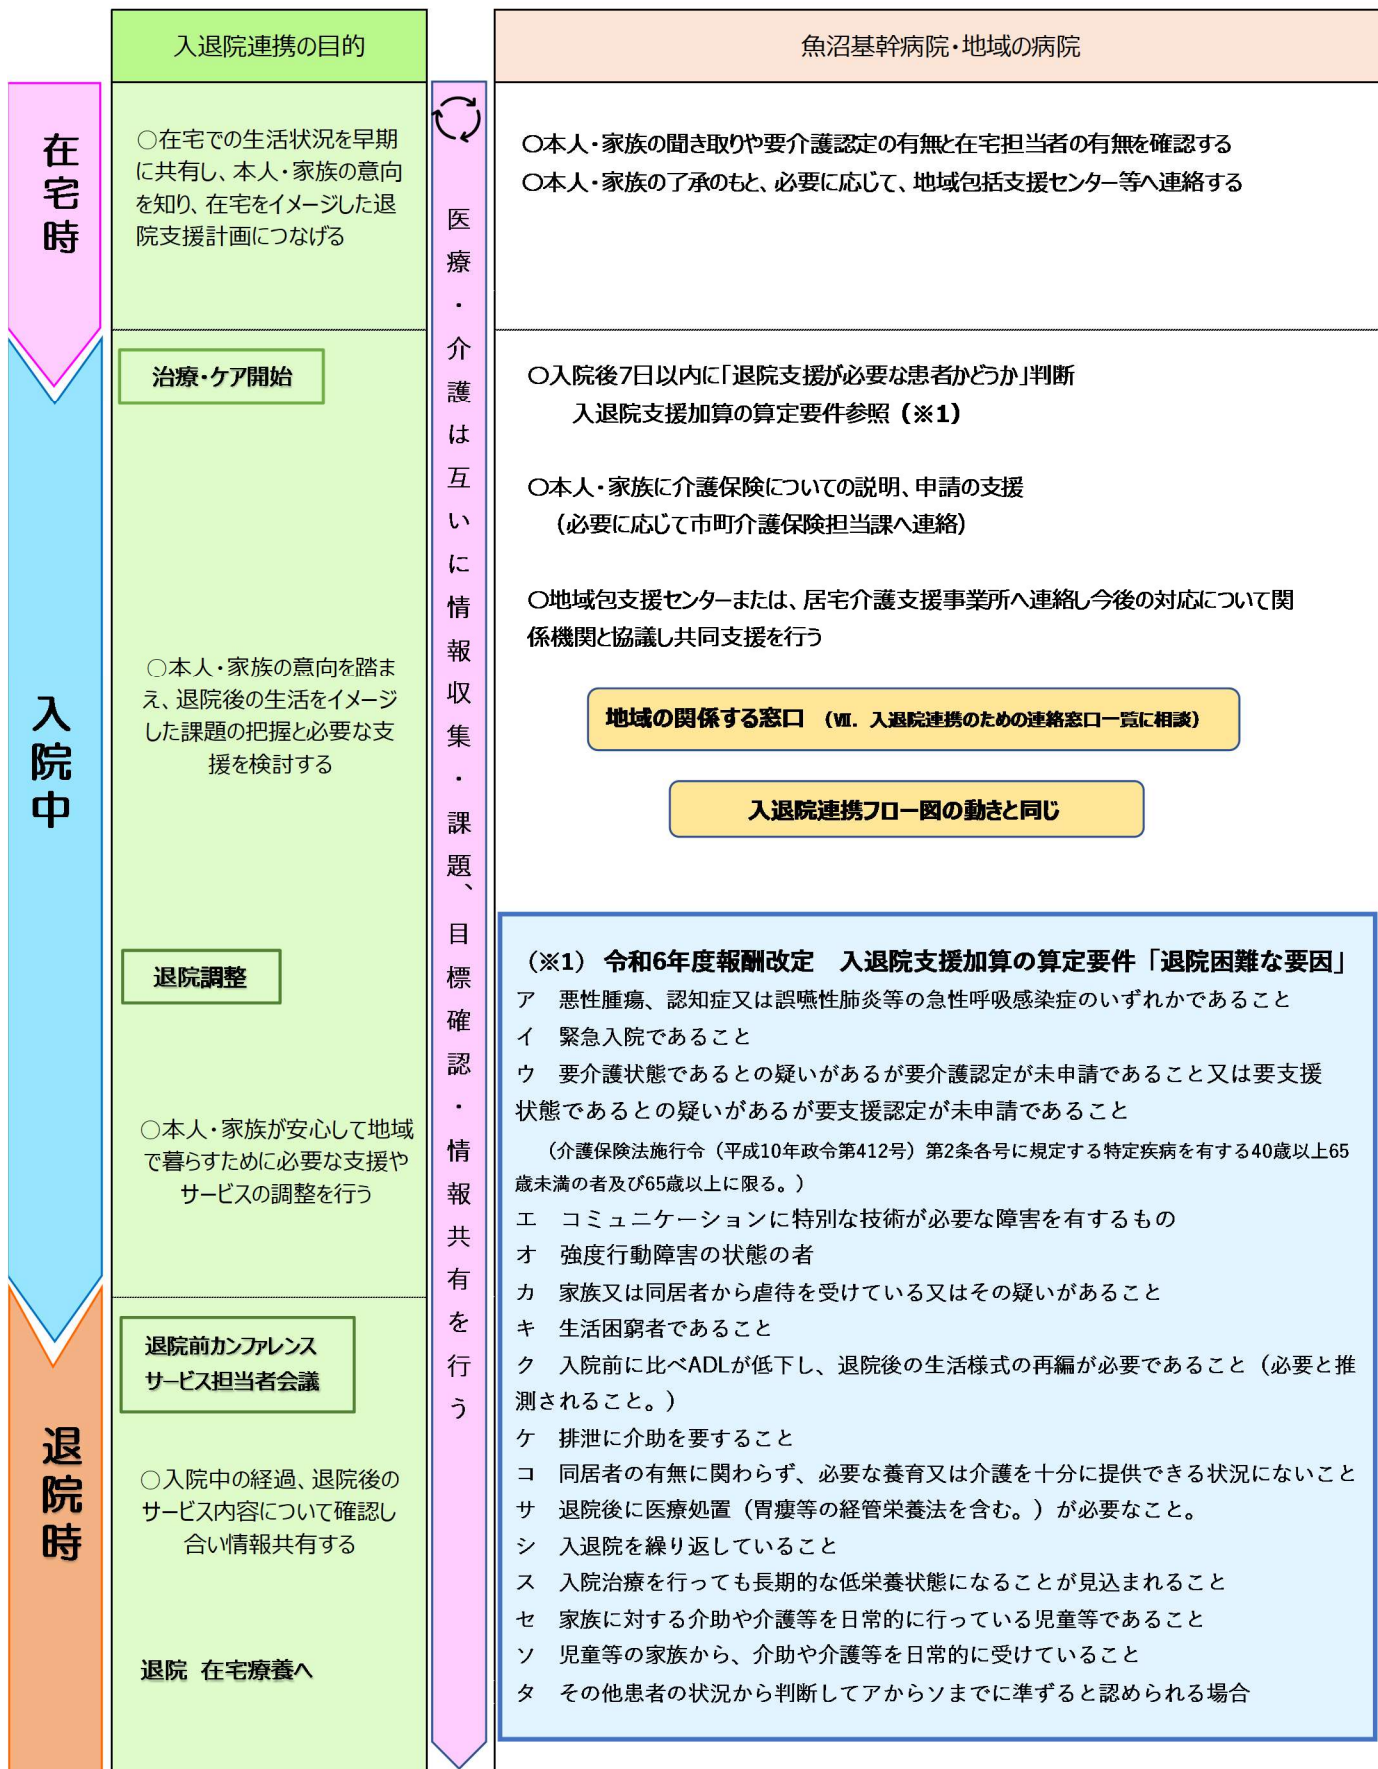 入退院連携の目的
魚沼基幹病院・地域の病院
在宅時
○在宅での生活状況を早期
に共有し、本人・家族の意向
を知り、在宅をイメージした退
院支援計画につなげる
医療・介護は互いに情報収集・課題、目標確認・情報共有を行う
○本人・家族の聞き取りや要介護認定の有無と在宅担当者の有無を確認する
○本人・家族の了承のもと、必要に応じて、地域包括支援センター等へ連絡する
入院中
治療・ケア開始
○本人・家族の意向を踏ま
え、退院後の生活をイメージ
した課題の把握と必要な支
援を検討する
退院調整
○本人・家族が安心して地域
で暮らすために必要な支援や
サービスの調整を行う
○入院後7日以内に「退院支援が必要な患者かどうか」判断
入退院支援加算の算定要件参照（※1）
○本人・家族に介護保険についての説明、申請の支援
（必要に応じて市町介護保険担当課へ連絡）
○地域包支援センターまたは、居宅介護支援事業所へ連絡し今後の対応について関
係機関と協議し共同支援を行う
地域の関係する窓口 （Ⅶ．入退院連携のための連絡窓口一覧に相談）
入退院連携フロー図の動きと同じ
退院時
退院前カンファレンス
サービス担当者会議
○入院中の経過、退院後の
サービス内容について確認し
合い情報共有する
退院 在宅療養へ
（※1） 令和6年度報酬改定　入退院支援加算の算定要件「退院困難な要因」
ア　悪性腫瘍、認知症又は誤嚥性肺炎等の急性呼吸感染症のいずれかであること
イ　緊急入院であること
ウ　要介護状態であるとの疑いがあるが要介護認定が未申請であること又は要支援
状態であるとの疑いがあるが要支援認定が未申請であること
（介護保険法施行令（平成10年政令第412号）第2条各号に規定する特定疾病を有する40歳以上65
歳未満の者及び65歳以上に限る。）
エ　コミュニケーションに特別な技術が必要な障害を有するもの
オ　強度行動障害の状態の者
カ　家族又は同居者から虐待を受けている又はその疑いがあること
キ　生活困窮者であること
ク　入院前に比べADLが低下し、退院後の生活様式の再編が必要であること（必要と推
測されること。）
ケ　排泄に介助を要すること
コ　同居者の有無に関わらず、必要な養育又は介護を十分に提供できる状況にないこと
サ　退院後に医療処置（胃瘻等の経管栄養法を含む。）が必要なこと。
シ　入退院を繰り返していること
ス　入院治療を行っても長期的な低栄養状態になることが見込まれること
セ　家族に対する介助や介護等を日常的に行っている児童等であること
ソ　児童等の家族から、介助や介護等を日常的に受けていること
タ　その他患者の状況から判断してアからソまでに準ずると認められる場合